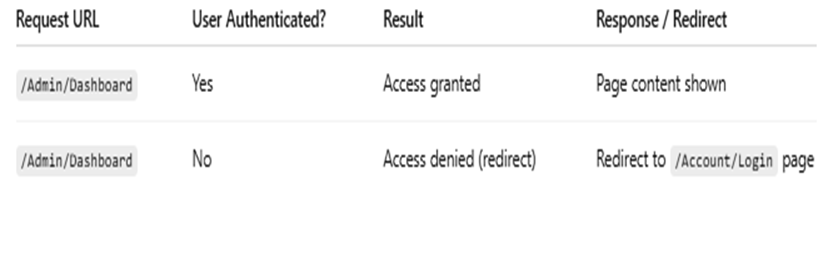 Request URL User Authenticated? Result Response / Redirect
/Admin/Dashboard Yes Access granted Page content shown
/Admin/Dashboard No Access denied (redirect) Redirect to /Account/Login page